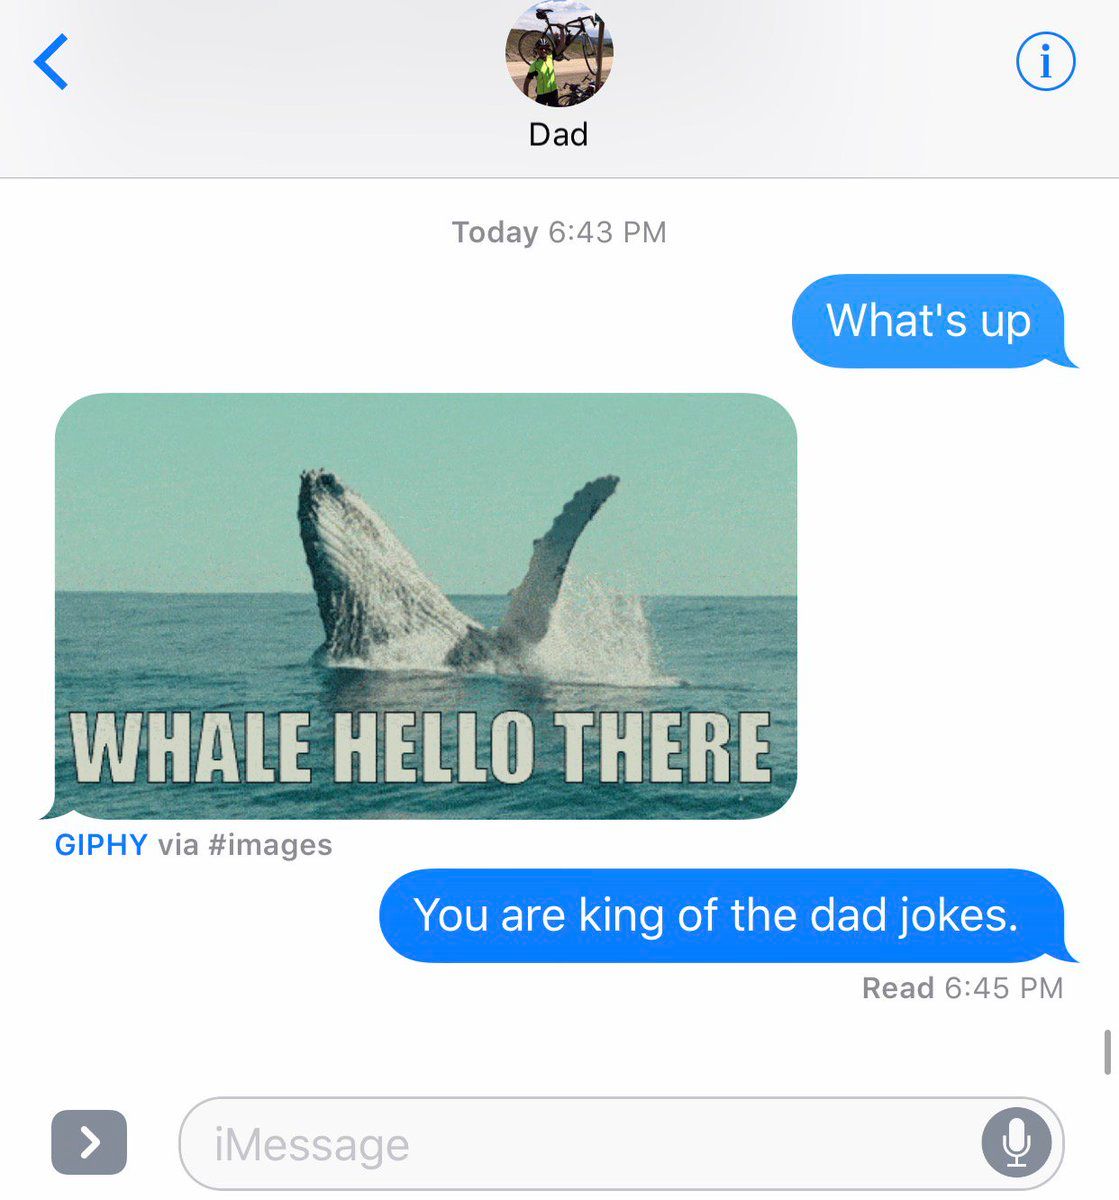 Dad
Today 6:43 PM
What's up
WHALE HELLO THERE
GIPHY via #images
You are king of the dad jokes.
Read 6:45 PM
iMessage